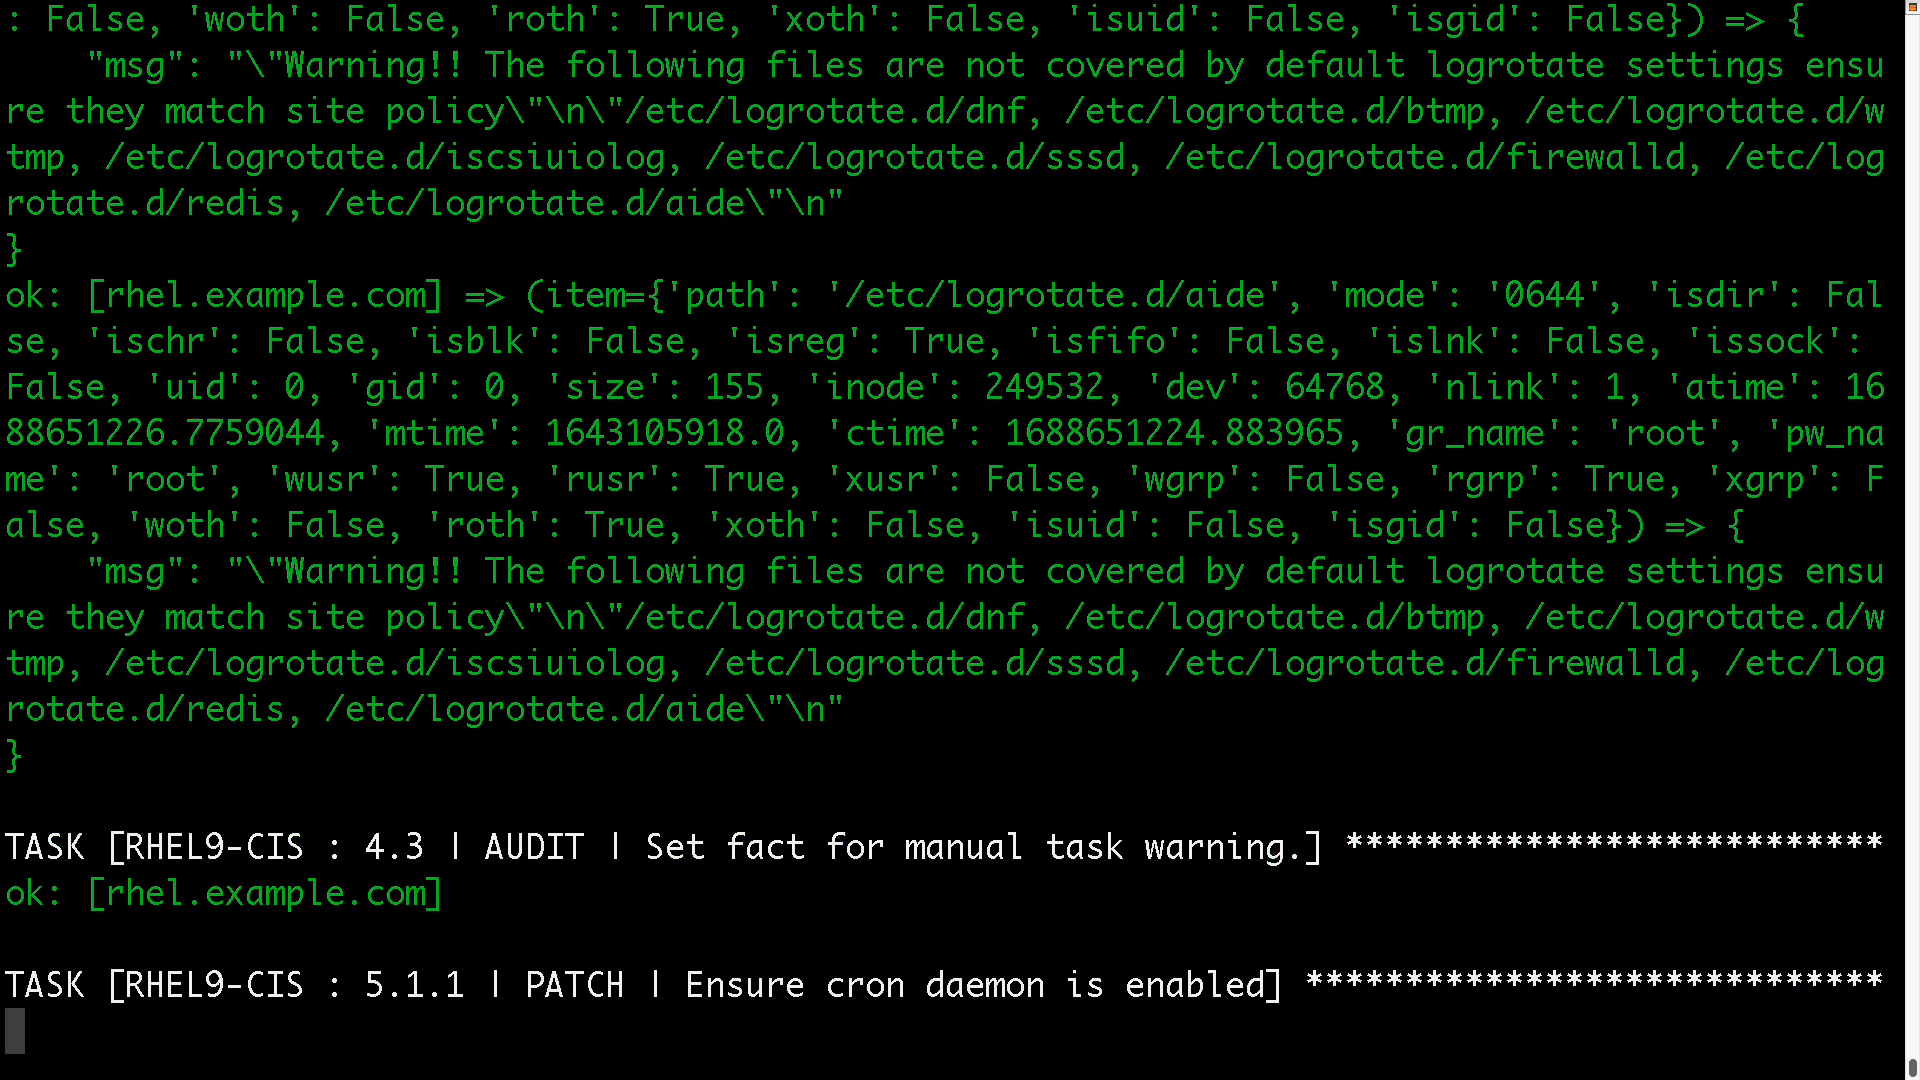 : False, 'woth': False, 'roth': True, 'xoth': False, 'isuid': False, 'isgid': False}) => {
    "msg": "\"Warning!! The following files are not covered by default logrotate settings ensu
re they match site policy\"\n\"/etc/logrotate.d/dnf, /etc/logrotate.d/btmp, /etc/logrotate.d/w
tmp, /etc/logrotate.d/iscsiuiolog, /etc/logrotate.d/sssd, /etc/logrotate.d/firewalld, /etc/log
rotate.d/redis, /etc/logrotate.d/aide\"\n"
}
ok: [rhel.example.com] => (item={'path': '/etc/logrotate.d/aide', 'mode': '0644', 'isdir': Fal
se, 'ischr': False, 'isblk': False, 'isreg': True, 'isfifo': False, 'islnk': False, 'issock':
False, 'uid': 0, 'gid': 0, 'size': 155, 'inode': 249532, 'dev': 64768, 'nlink': 1, 'atime': 16
88651226.7759044, 'mtime': 1643105918.0, 'ctime': 1688651224.883965, 'gr_name': 'root', 'pw_na
me': 'root', 'wusr': True, 'rusr': True, 'xusr': False, 'wgrp': False, 'rgrp': True, 'xgrp': F
alse, 'woth': False, 'roth': True, 'xoth': False, 'isuid': False, 'isgid': False}) => {
    "msg": "\"Warning!! The following files are not covered by default logrotate settings ensu
re they match site policy\"\n\"/etc/logrotate.d/dnf, /etc/logrotate.d/btmp, /etc/logrotate.d/w
tmp, /etc/logrotate.d/iscsiuiolog, /etc/logrotate.d/sssd, /etc/logrotate.d/firewalld, /etc/log
rotate.d/redis, /etc/logrotate.d/aide\"\n"
}
TASK [RHEL9-CIS : 4.3 | AUDIT | Set fact for manual task warning.] ***************************
ok: [rhel.example.com]
TASK [RHEL9-CIS : 5.1.1 | PATCH | Ensure cron daemon is enabled] *****************************